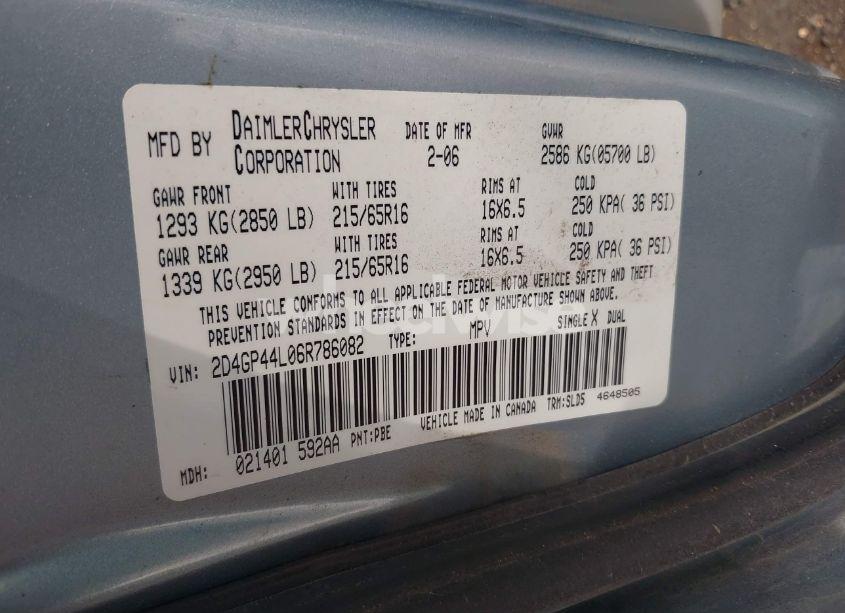 MFD BY DAIMLERCHRYSLER CORPORATION DATE OF MFR 2-06 GVWR 2586 KG(05700 LB)
GAWR FRONT WITH TIRES RIMS AT COLD
1293 KG(2850 LB) 215/65R16 16X6.5 250 KPA( 36 PSI)
GAWR REAR WITH TIRES RIMS AT COLD
1339 KG(2950 LB) 215/65R16 16X6.5 250 KPA( 36 PSI)
THIS VEHICLE CONFORMS TO ALL APPLICABLE FEDERAL MOTOR VEHICLE SAFETY AND THEFT
PREVENTION STANDARDS IN EFFECT ON THE DATE OF MANUFACTURE SHOWN ABOVE.
VIN: 2D4GP44L06R786082 TYPE: MPV SINGLE X DUAL
MDH: 021401 592AA PNT:PBE VEHICLE MADE IN CANADA TRM:SLD5 4648505